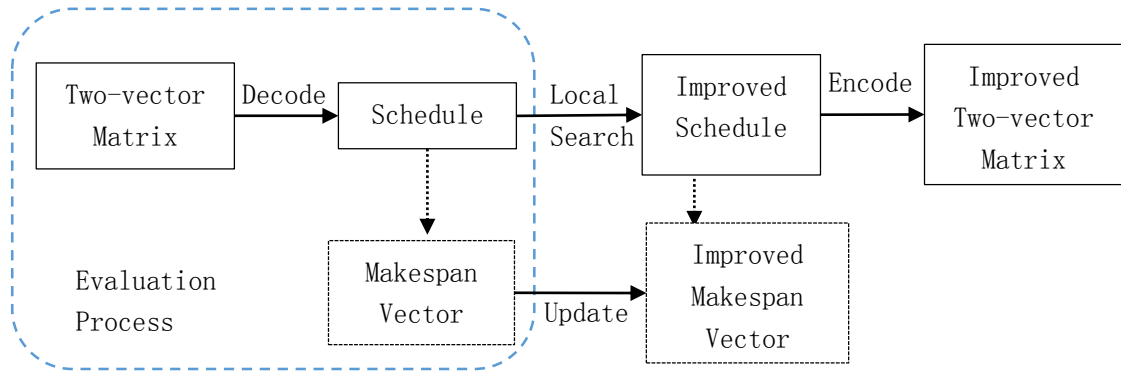 Two-vector
Matrix
Decode
Schedule
Local
Search
Improved
Schedule
Encode
Improved
Two-vector
Matrix
Evaluation
Process
Makespan
Vector
Update
Improved
Makespan
Vector